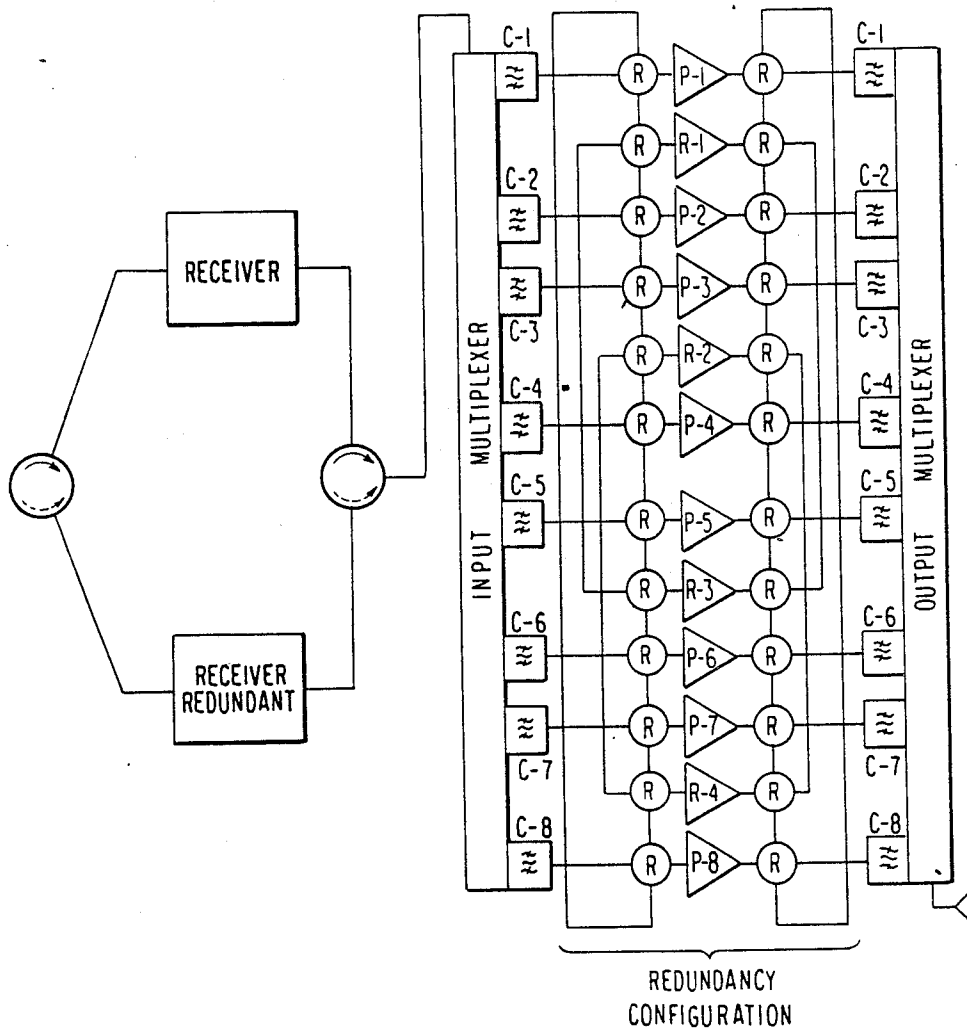 RECEIVER
RECEIVER
REDUNDANT
INPUT MULTIPLEXER
C-1
C-2
C-3
C-4
C-5
C-6
C-7
C-8
R P-1 R
R R-1 R
R P-2 R
R P-3 R
R R-2 R
R P-4 R
R P-5 R
R R-3 R
R P-6 R
R P-7 R
R R-4 R
R P-8 R
C-1
C-2
C-3
C-4
C-5
C-6
C-7
C-8
OUTPUT MULTIPLEXER
REDUNDANCY
CONFIGURATION